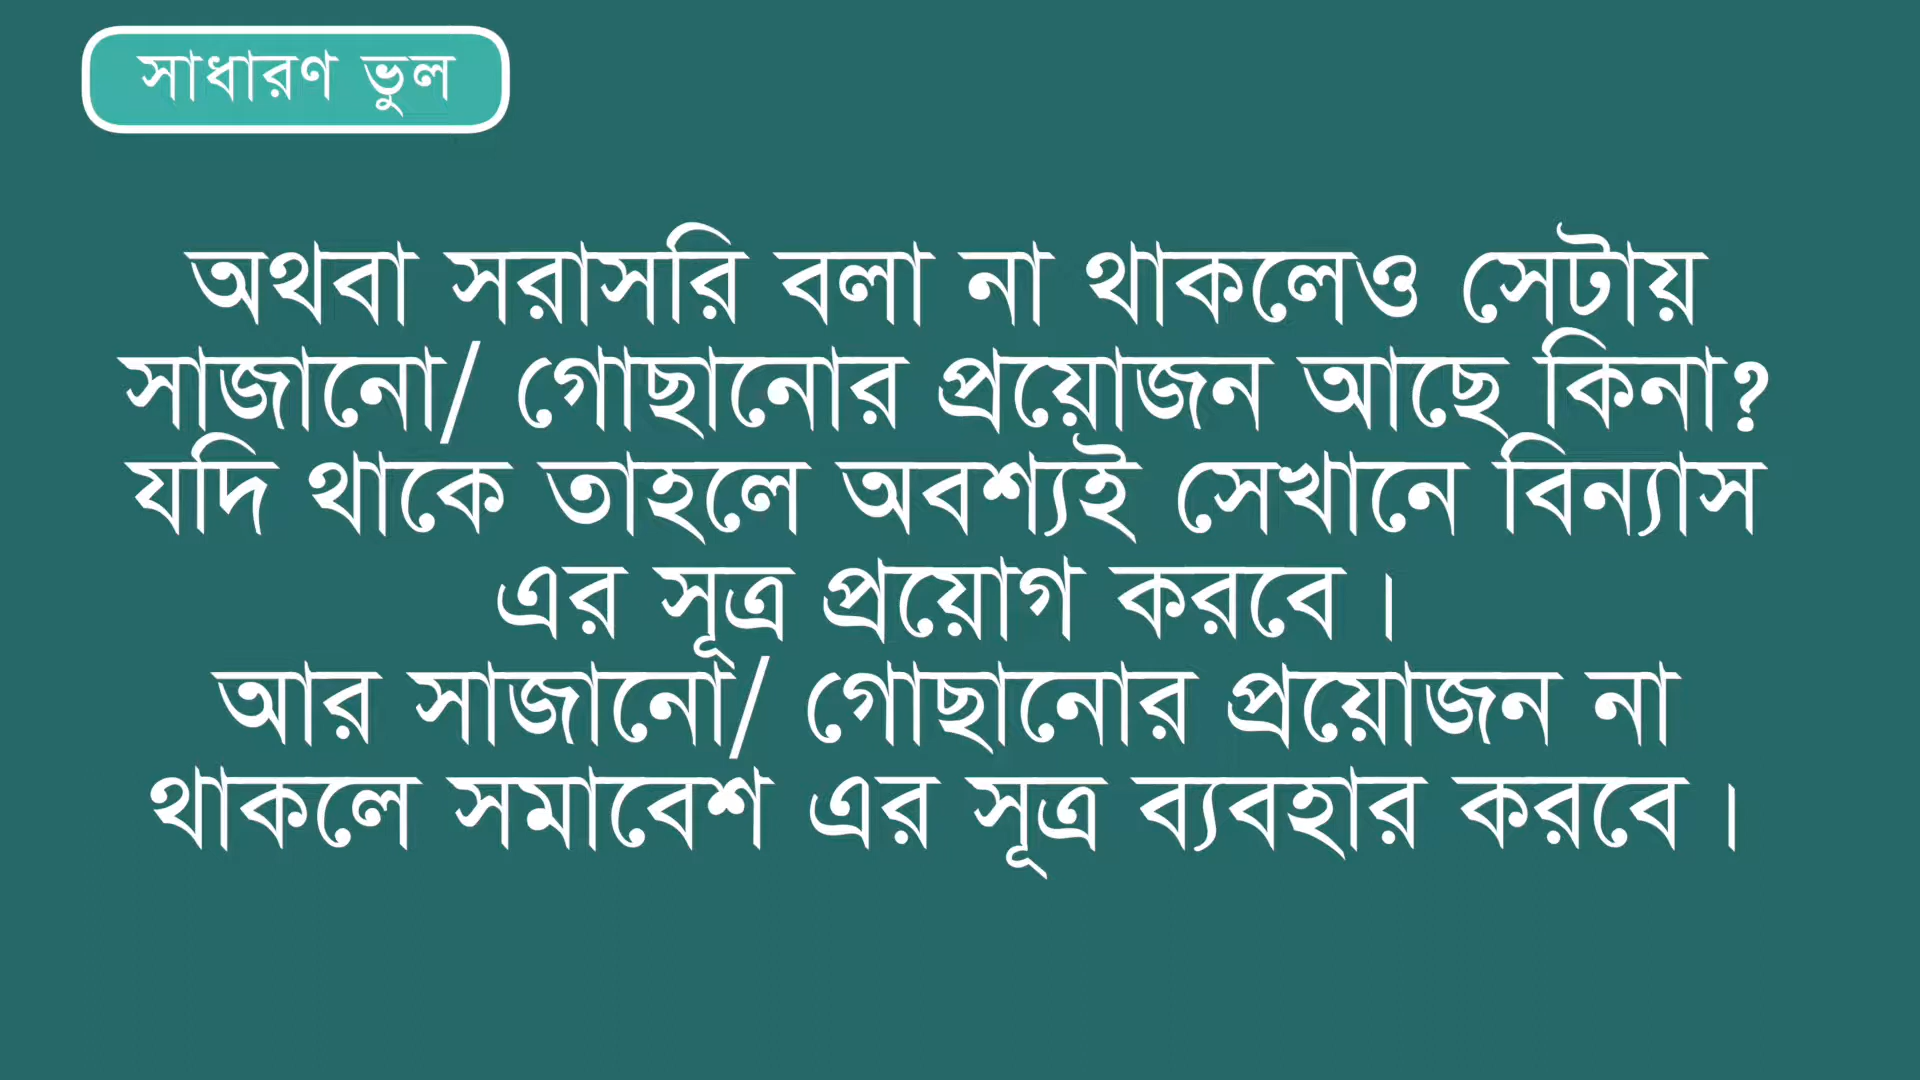 সাধারণ ভুল
অথবা সরাসরি বলা না থাকলেও সেটায়
সাজানো/ গোছানোর প্রয়োজন আছে কিনা?
যদি থাকে তাহলে অবশ্যই সেখানে বিন্যাস
এর সূত্র প্রয়োগ করবে।
আর সাজানো/ গোছানোর প্রয়োজন না
থাকলে সমাবেশ এর সূত্র ব্যবহার করবে।